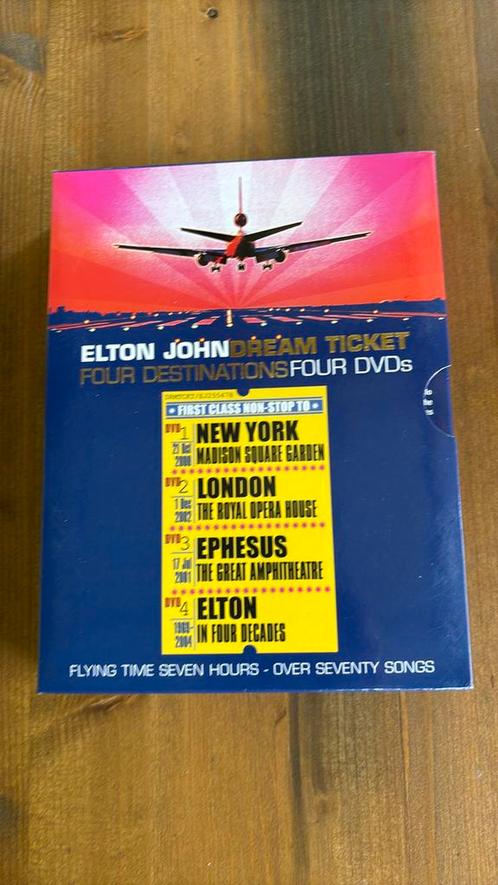 ELTON JOHN DREAM TICKET
FOUR DESTINATIONS FOUR DVDs
★ FIRST CLASS NON-STOP TO ★
DVD 1
21 Oct
2000
NEW YORK
MADISON SQUARE GARDEN
DVD 2
1 Dec
2002
LONDON
THE ROYAL OPERA HOUSE
DVD 3
17 Jul
2001
EPHESUS
THE GREAT AMPHITHEATRE
DVD 4
1969-
2004
ELTON
IN FOUR DECADES
FLYING TIME SEVEN HOURS - OVER SEVENTY SONGS